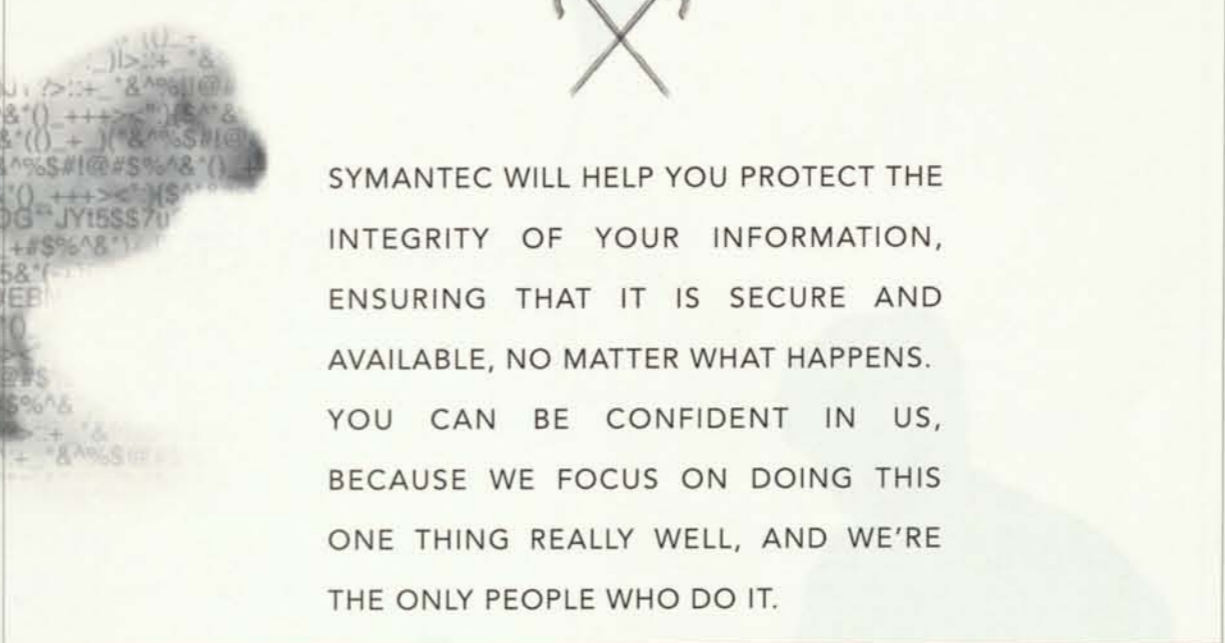 SYMANTEC WILL HELP YOU PROTECT THE
INTEGRITY OF YOUR INFORMATION,
ENSURING THAT IT IS SECURE AND
AVAILABLE, NO MATTER WHAT HAPPENS.
YOU CAN BE CONFIDENT IN US,
BECAUSE WE FOCUS ON DOING THIS
ONE THING REALLY WELL, AND WE'RE
THE ONLY PEOPLE WHO DO IT.